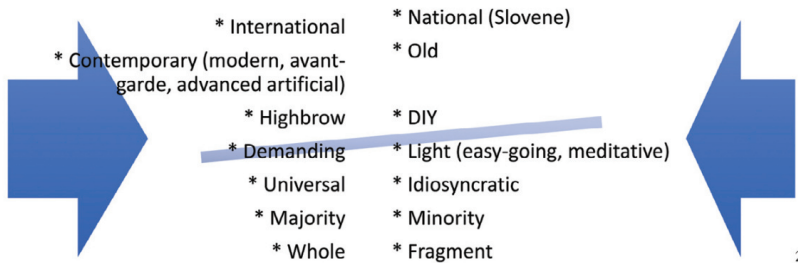 * International
* Contemporary (modern, avant-
garde, advanced artificial)
* Highbrow
* Demanding
* Universal
* Majority
* Whole
* National (Slovene)
* Old
* DIY
* Light (easy-going, meditative)
* Idiosyncratic
* Minority
* Fragment